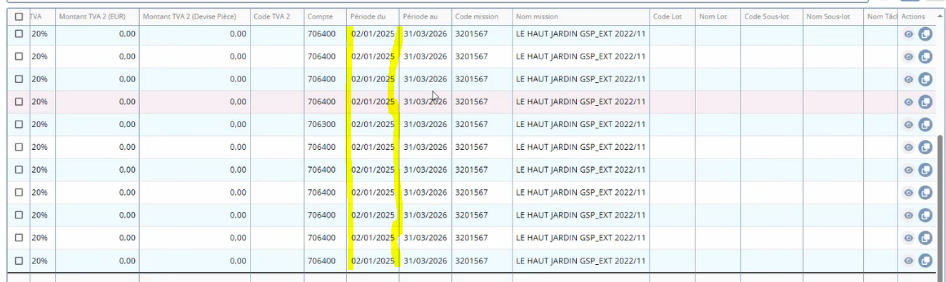 TVA Montant TVA 2 (EUR) Montant TVA 2 (Devise Pièce) Code TVA 2 Compte Période du Période au Code mission Nom mission Code Lot Nom Lot Code Sous-lot Nom Sous-lot Nom Tâcl Actions
20% 0,00 0,00 706400 02/01/2025 31/03/2026 3201567 LE HAUT JARDIN GSP_EXT 2022/11
20% 0,00 0,00 706400 02/01/2025 31/03/2026 3201567 LE HAUT JARDIN GSP_EXT 2022/11
20% 0,00 0,00 706400 02/01/2025 31/03/2026 3201567 LE HAUT JARDIN GSP_EXT 2022/11
20% 0,00 0,00 706400 02/01/2025 31/03/2026 3201567 LE HAUT JARDIN GSP_EXT 2022/11
20% 0,00 0,00 706300 02/01/2025 31/03/2026 3201567 LE HAUT JARDIN GSP_EXT 2022/11
20% 0,00 0,00 706400 02/01/2025 31/03/2026 3201567 LE HAUT JARDIN GSP_EXT 2022/11
20% 0,00 0,00 706400 02/01/2025 31/03/2026 3201567 LE HAUT JARDIN GSP_EXT 2022/11
20% 0,00 0,00 706400 02/01/2025 31/03/2026 3201567 LE HAUT JARDIN GSP_EXT 2022/11
20% 0,00 0,00 706400 02/01/2025 31/03/2026 3201567 LE HAUT JARDIN GSP_EXT 2022/11
20% 0,00 0,00 706400 02/01/2025 31/03/2026 3201567 LE HAUT JARDIN GSP_EXT 2022/11
20% 0,00 0,00 706400 02/01/2025 31/03/2026 3201567 LE HAUT JARDIN GSP_EXT 2022/11